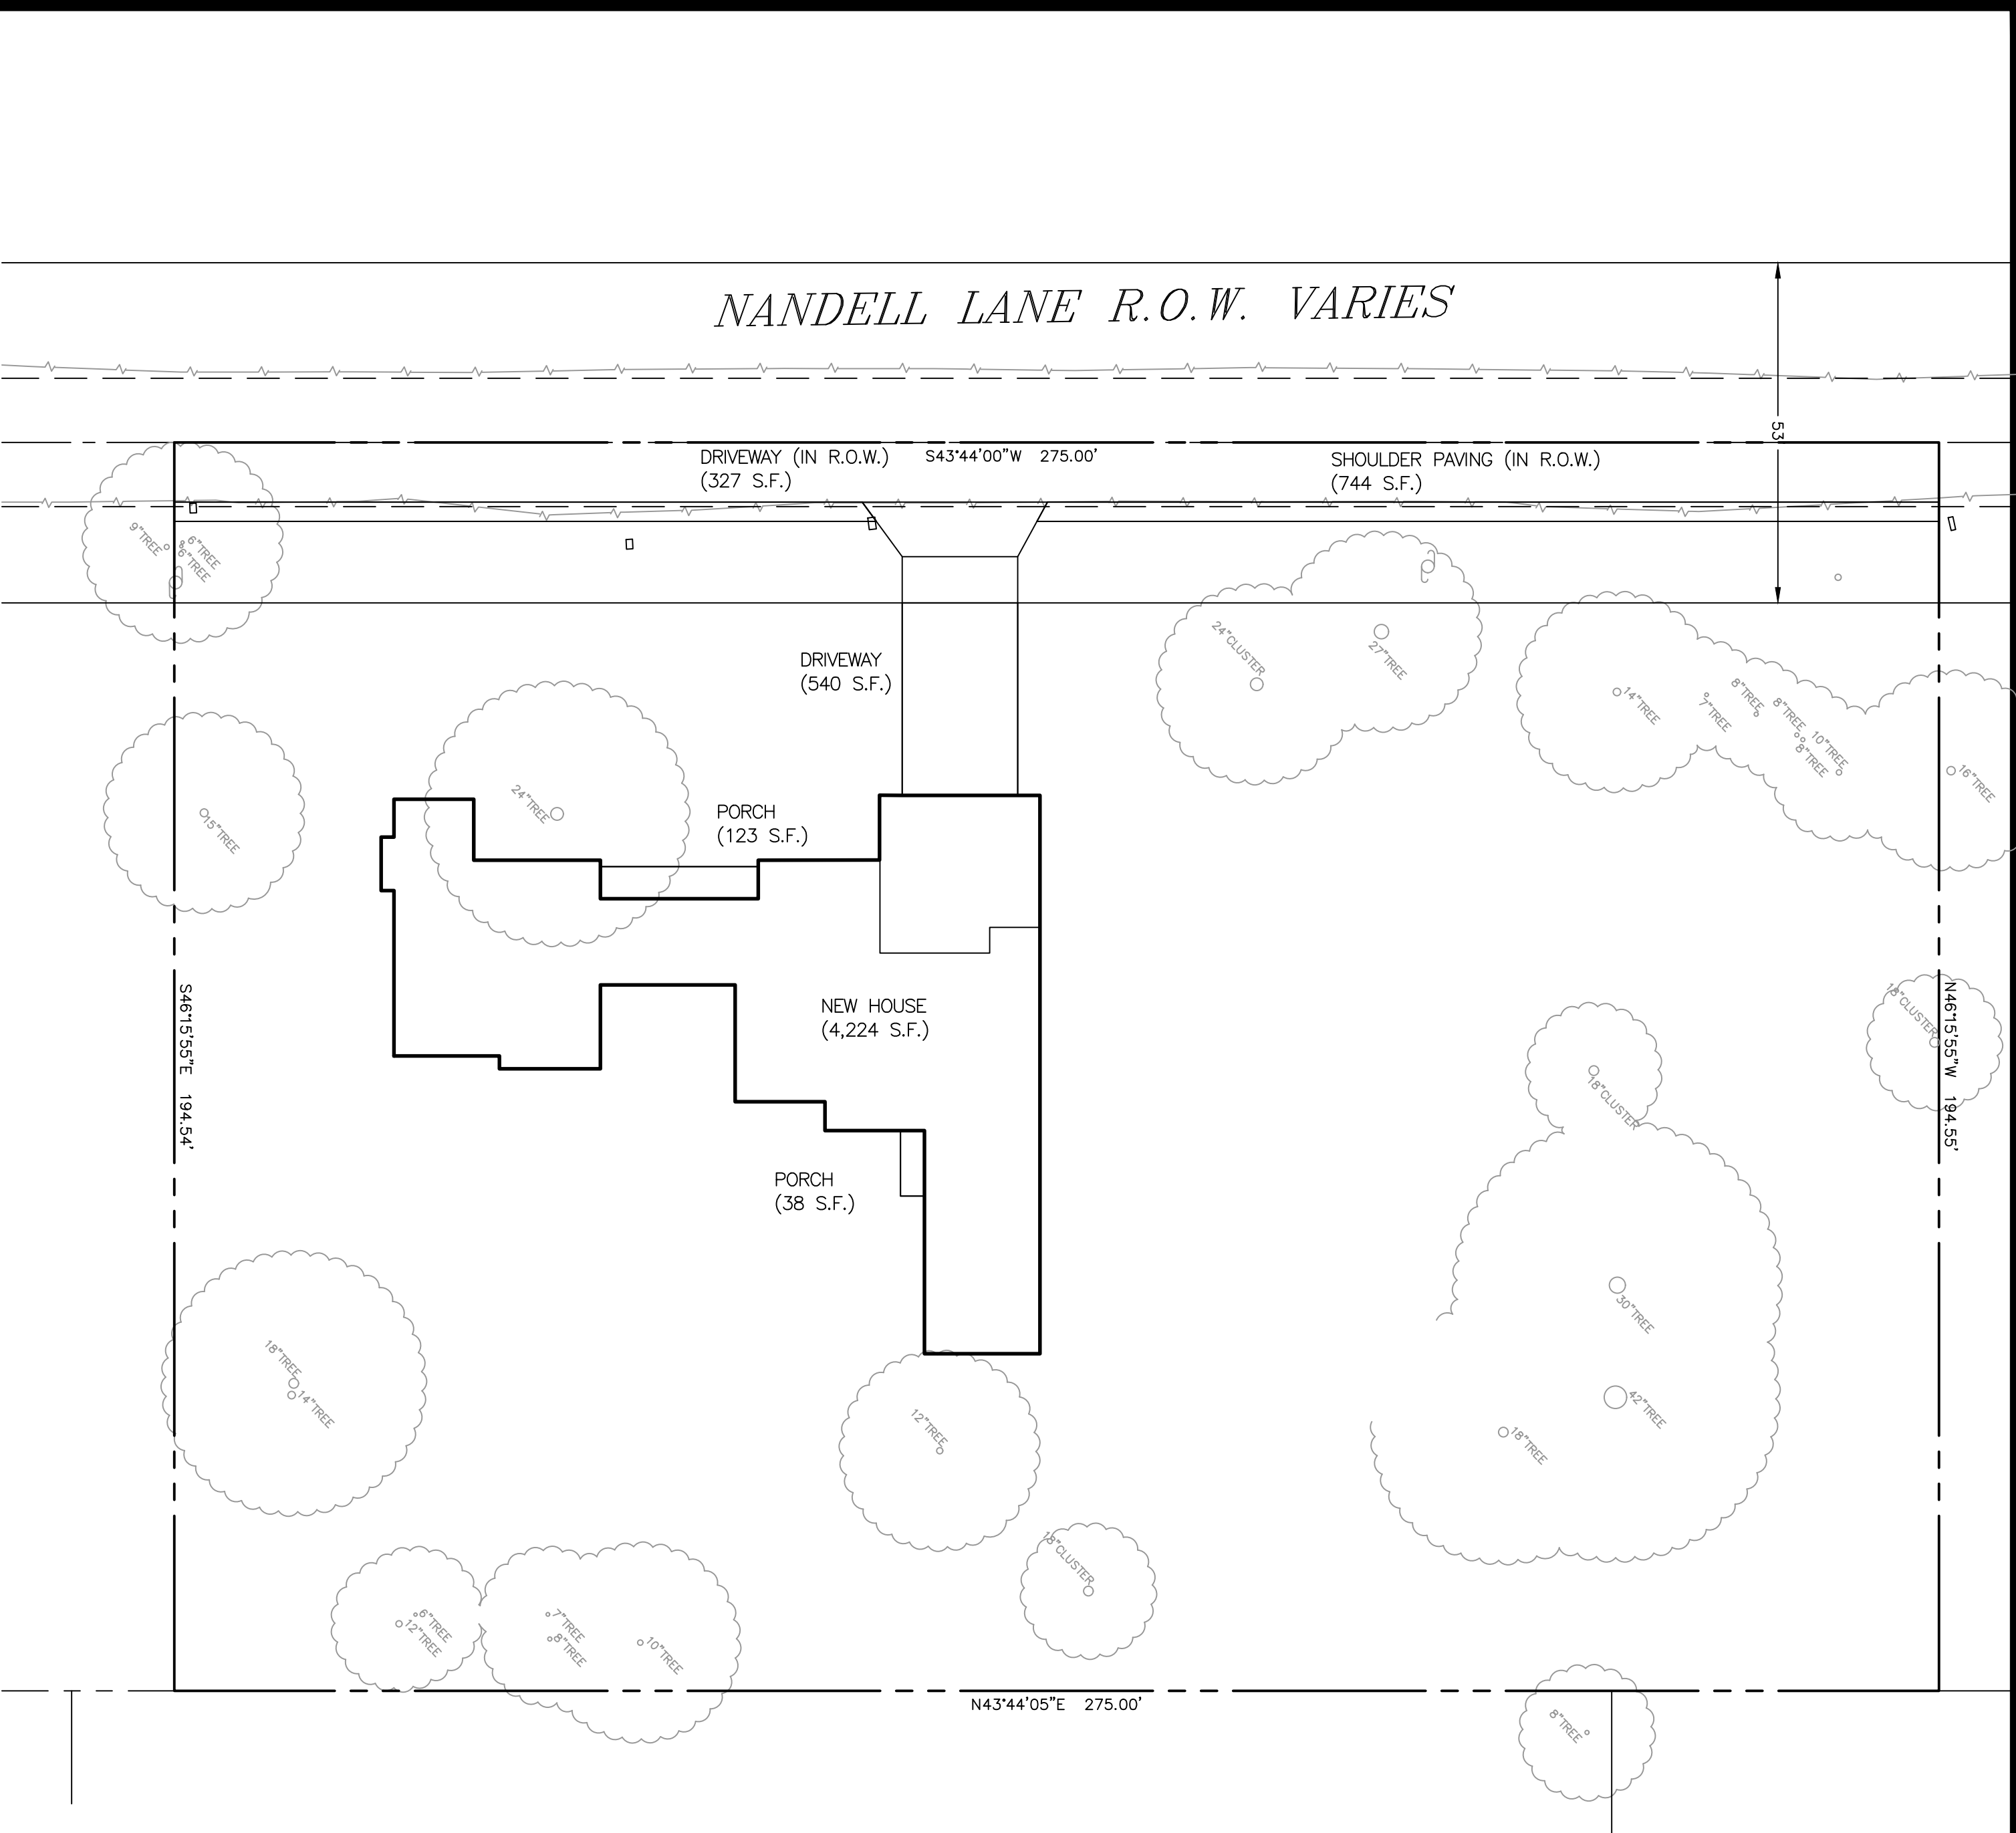 NANDELL LANE R.O.W. VARIES
53
DRIVEWAY (IN R.O.W.)
(327 S.F.)
S43°44'00"W 275.00'
SHOULDER PAVING (IN R.O.W.)
(744 S.F.)
9"TREE
6"TREE
6"TREE
24"CLUSTER
27"TREE
DRIVEWAY
(540 S.F.)
14"TREE
7"TREE
8"TREE
8"TREE
8"TREE
10"TREE
16"TREE
15"TREE
24"TREE
PORCH
(123 S.F.)
NEW HOUSE
(4,224 S.F.)
S46°15'55"E 194.54'
N46°15'55"W 194.55'
18"CLUSTER
18"CLUSTER
PORCH
(38 S.F.)
30"TREE
18"TREE
14"TREE
42"TREE
18"TREE
12"TREE
18"CLUSTER
6"TREE
12"TREE
7"TREE
8"TREE
10"TREE
N43°44'05"E 275.00'
8"TREE